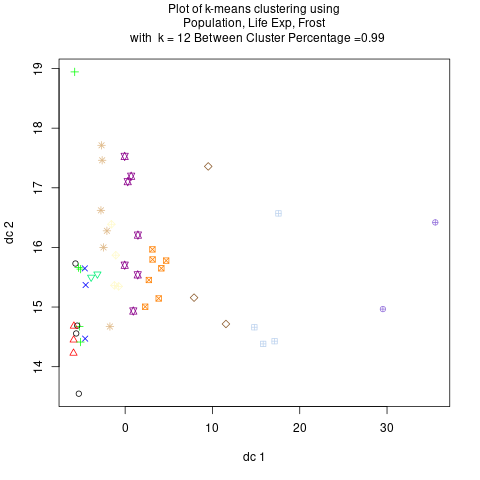 Plot of k-means clustering using
Population, Life Exp, Frost
with k = 12 Between Cluster Percentage =0.99
19
18
17
16
15
14
dc 2
0
10
20
30
dc 1